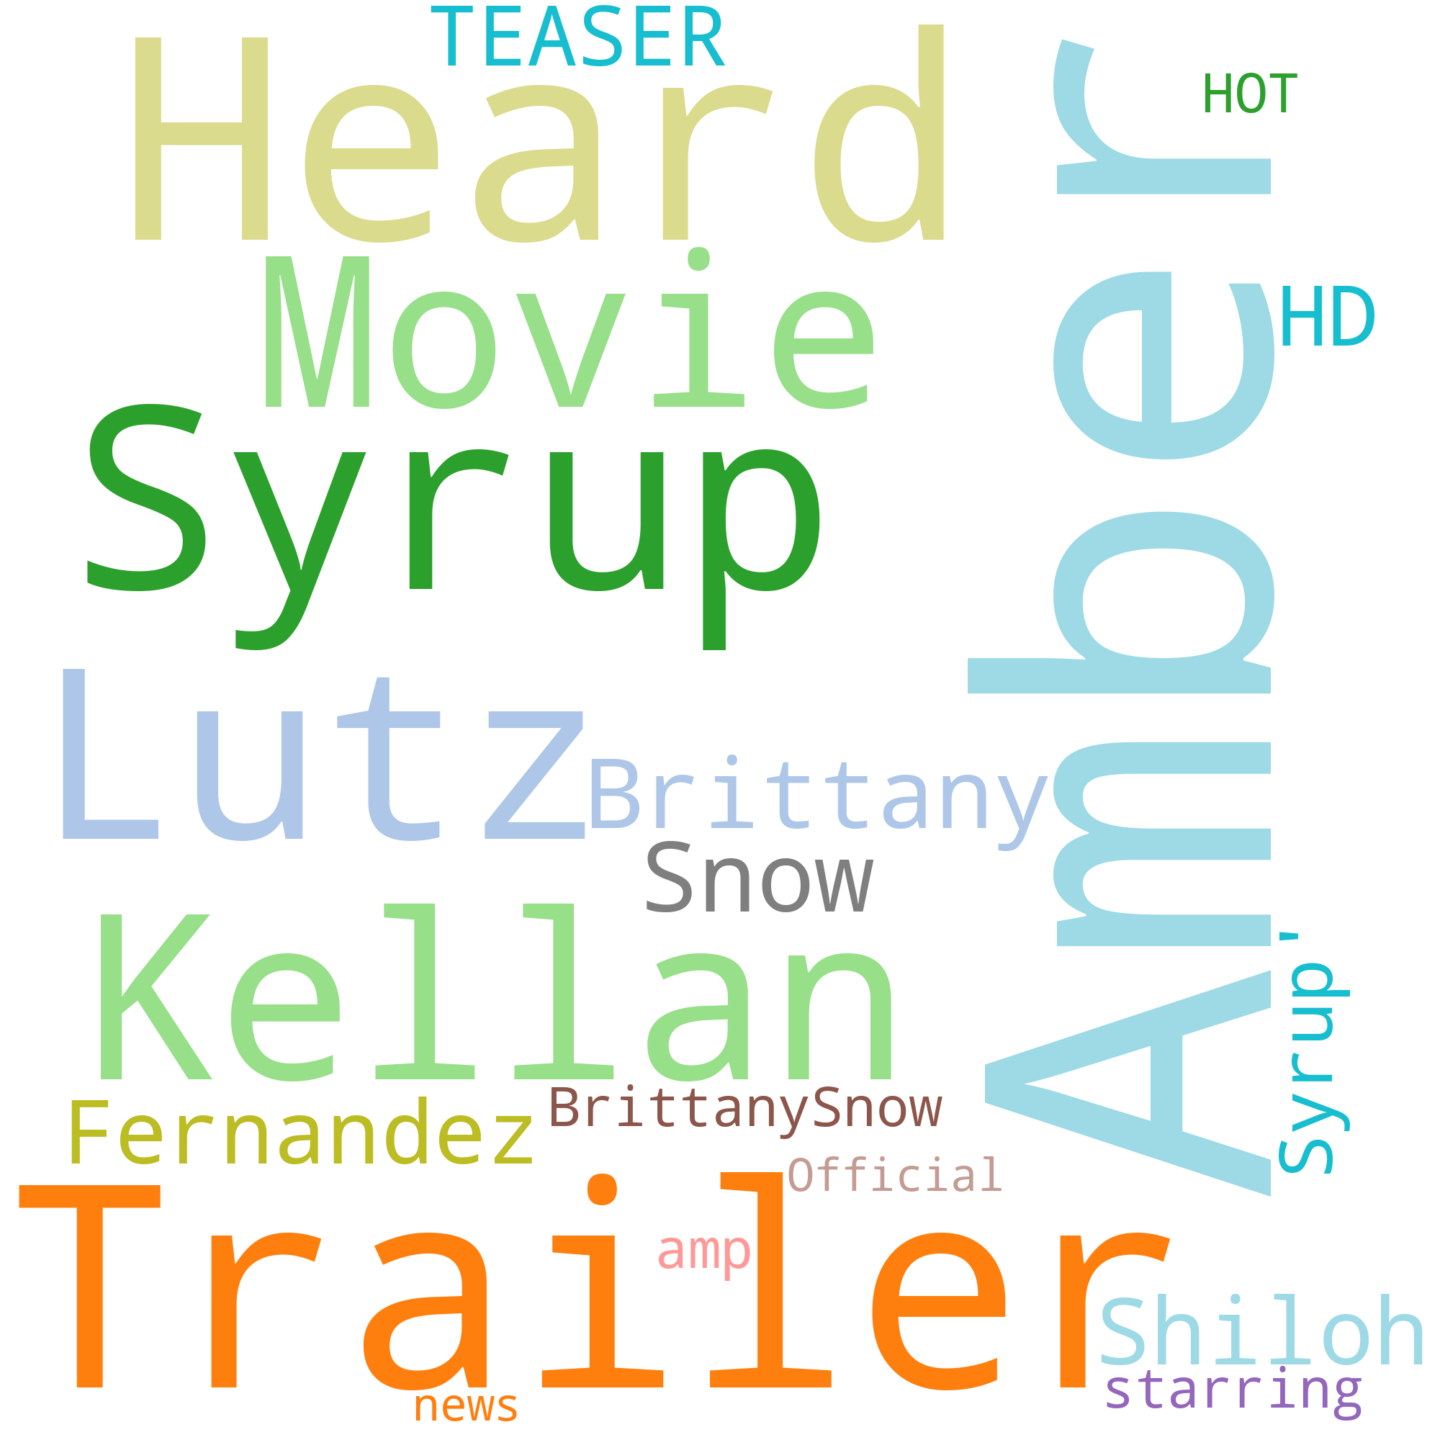 TEASER
Heard
HOT
Amber
Movie
HD
Syrup
Lutz
Brittany
Snow
Kellan
Syrup'
Fernandez
BrittanySnow
Official
Trailer
amp
Shiloh
starring
news